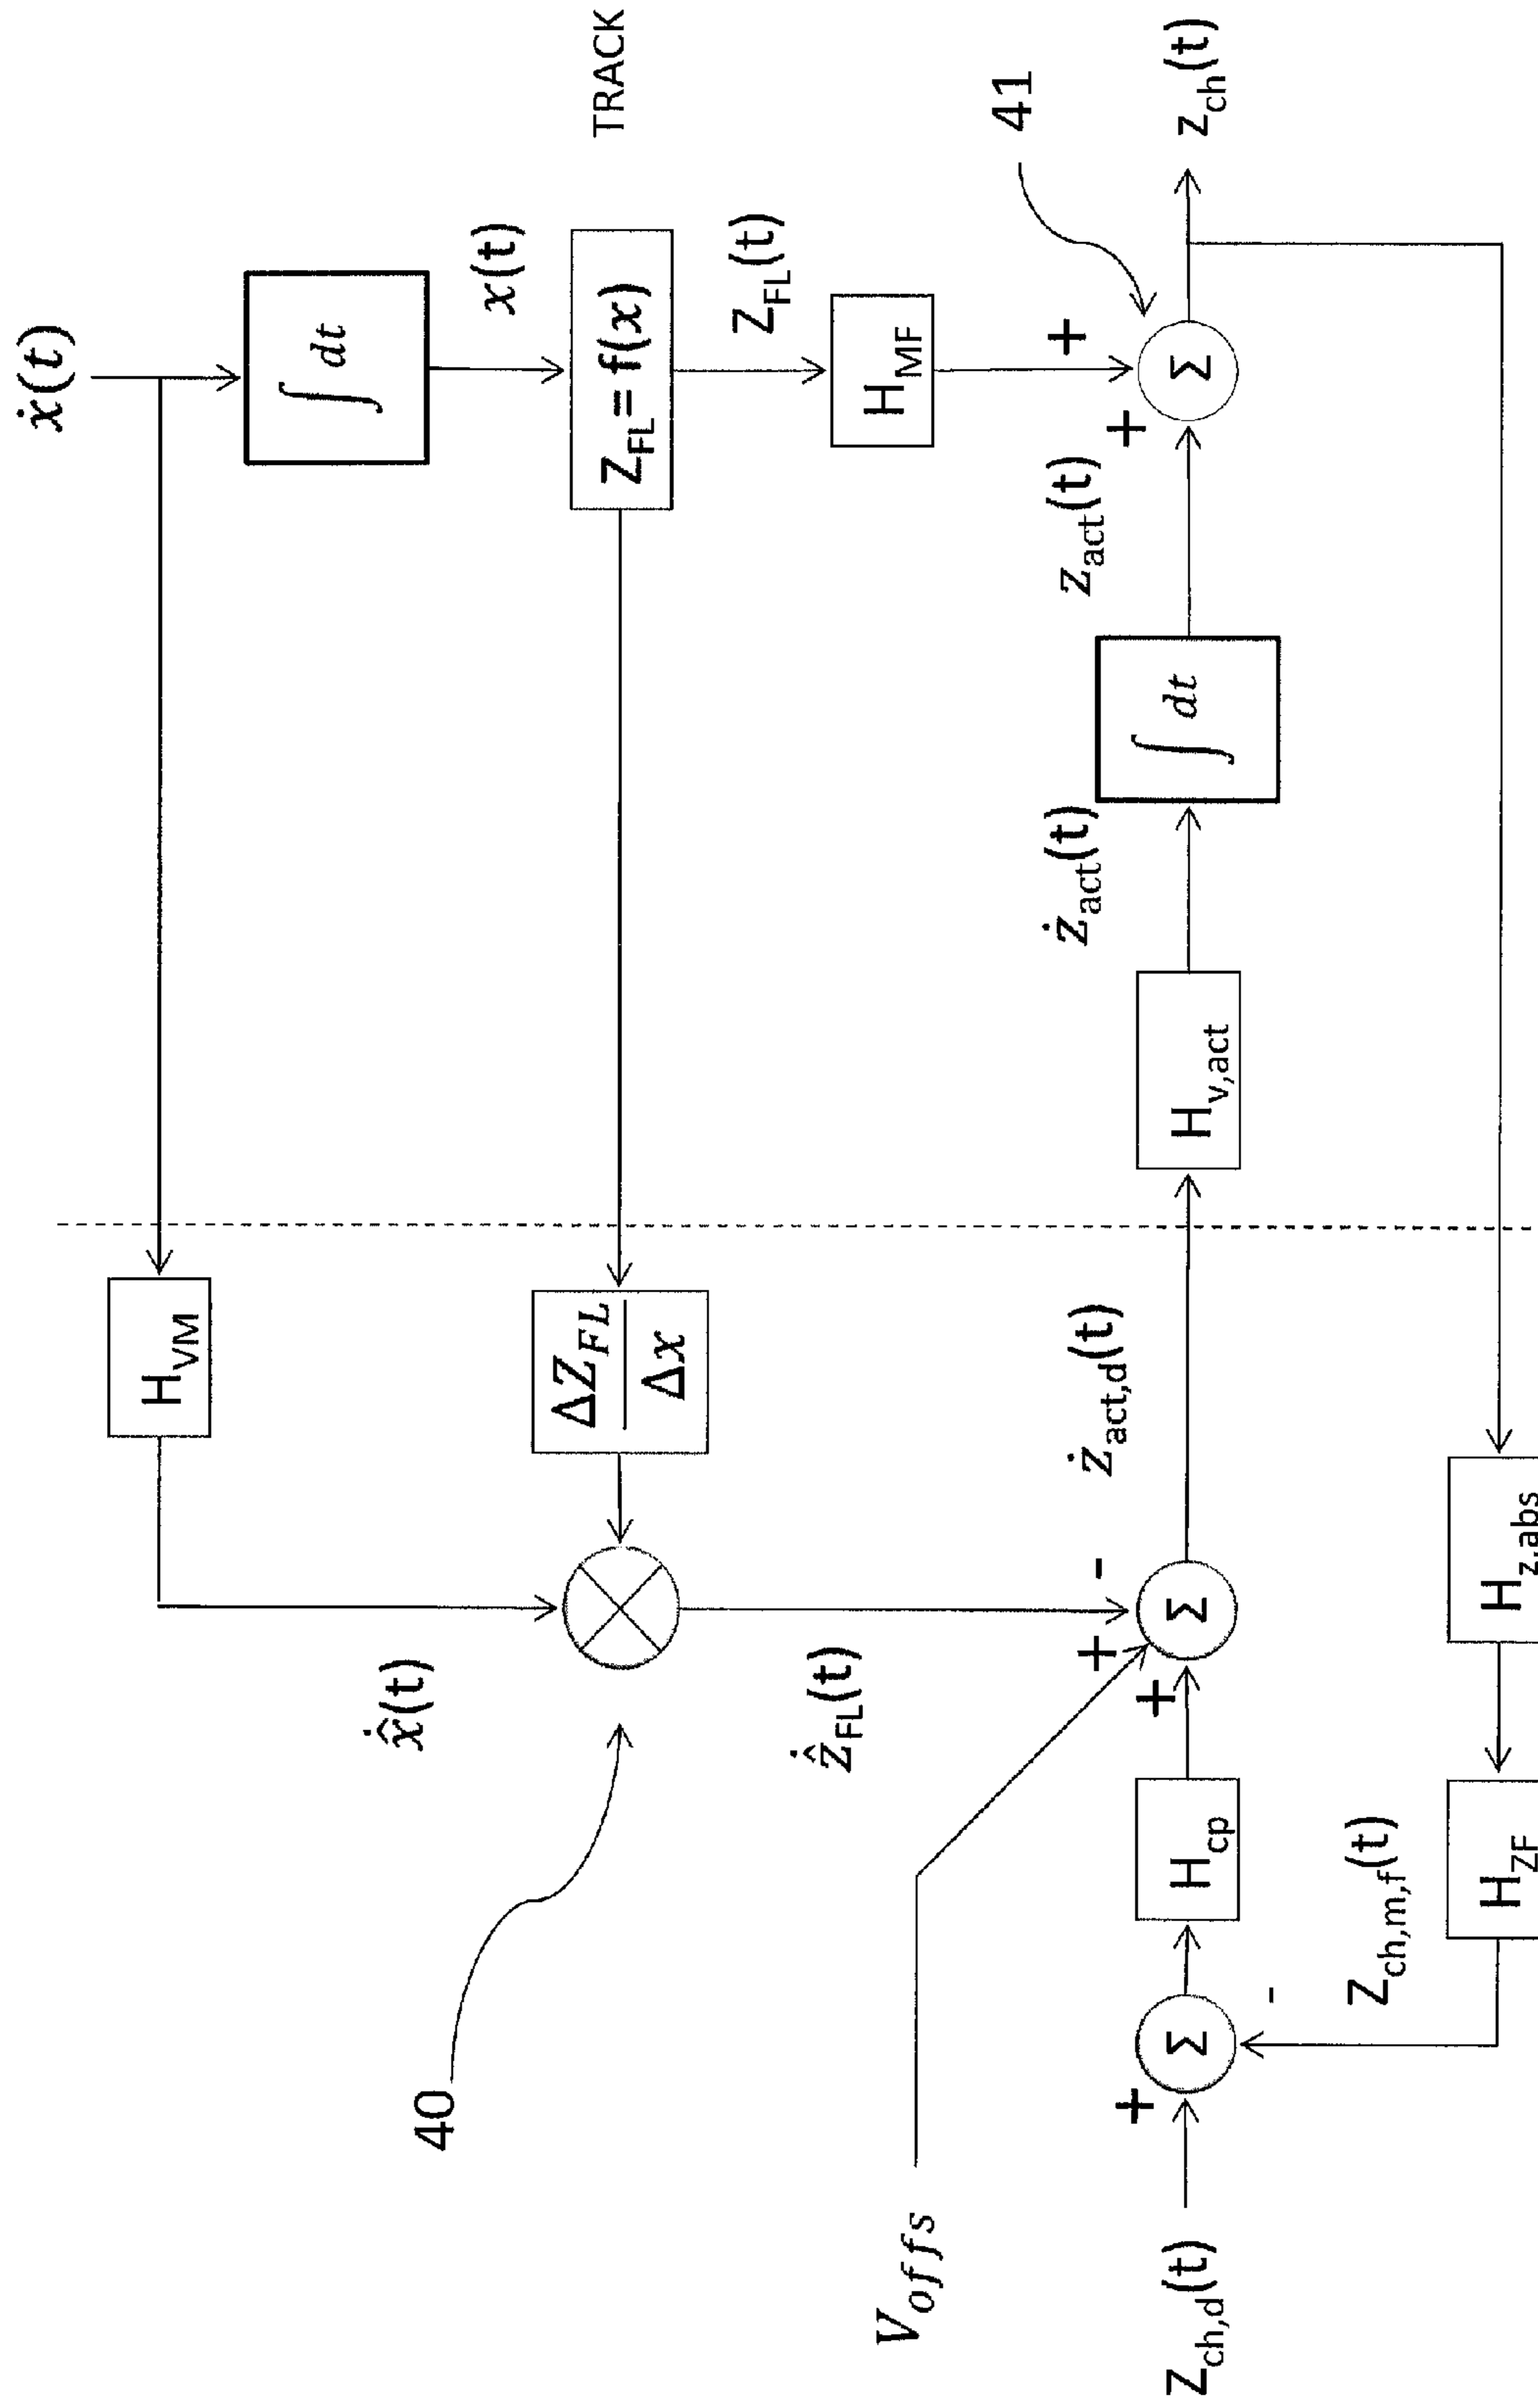 ẋ(t)
∫ dt
x(t)
Z_FL = f(x)
TRACK
Z_FL(t)
H_MF
41
+
+
Σ
z_ch(t)
z_act(t)
∫ dt
ż_act(t)
H_v,act
H_VM
ΔZ_FL
Δx
ẋ̂(t)
40
ẑ̇_FL(t)
ż_act,d(t)
-
+
+
Σ
V_offs
H_cp
Σ
+
-
Z_ch,d(t)
Z_ch,m,f(t)
H_z,abs
H_ZF